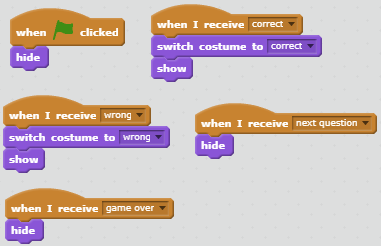 when clicked
hide
when I receive correct
switch costume to correct
show
when I receive wrong
switch costume to wrong
show
when I receive next question
hide
when I receive game over
hide